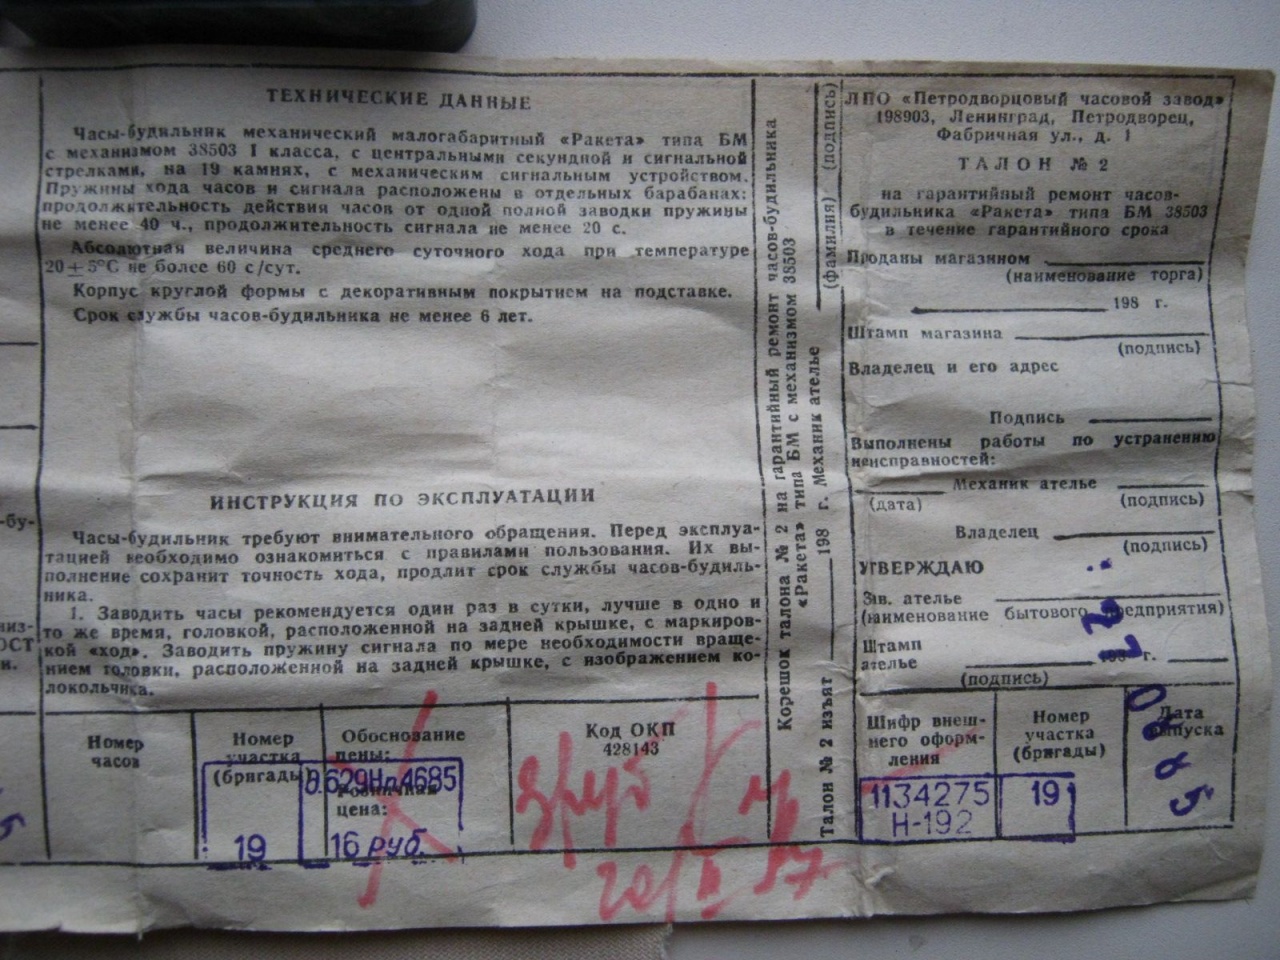 ТЕХНИЧЕСКИЕ ДАННЫЕ
Часы-будильник механический малогабаритный «Ракета» типа БМ
с механизмом 38503 I класса, с центральными секундной и сигнальной
стрелками, на 19 камнях, с механическим сигнальным устройством.
Пружины хода часов и сигнала расположены в отдельных барабанах:
продолжительность действия часов от одной полной заводки пружины
не менее 40 ч., продолжительность сигнала не менее 20 с.
Абсолютная величина среднего суточного хода при температуре
20±5°С не более 60 с/сут.
Корпус круглой формы с декоративным покрытием на подставке.
Срок службы часов-будильника не менее 6 лет.
ИНСТРУКЦИЯ ПО ЭКСПЛУАТАЦИИ
Часы-будильник требуют внимательного обращения. Перед эксплуа-
тацией необходимо ознакомиться с правилами пользования. Их вы-
полнение сохранит точность хода, продлит срок службы часов-будиль-
ника.
1. Заводить часы рекомендуется один раз в сутки, лучше в одно и
то же время, головкой, расположенной на задней крышке, с маркиров-
кой «ход». Заводить пружину сигнала по мере необходимости враще-
нием головки, расположенной на задней крышке, с изображением ко-
локольчика.
-бу-
низ-
ОСТ
и.
5
Номер
часов
Номер
участка
(бригады)
19
Обоснование
цены:
0.629Нп.4685
Розничная
цена:
16 руб.
Код ОКП
428143
Корешок талона № 2 на гарантийный ремонт часов-будильника
«Ракета» типа БМ с механизмом 38503
Талон № 2 изъят 198 г. Механик ателье
(фамилия) (подпись)
ЛПО «Петродворцовый часовой завод»
198903, Ленинград, Петродворец,
Фабричная ул., д. 1
ТАЛОН № 2
на гарантийный ремонт часов-
будильника «Ракета» типа БМ 38503
в течение гарантийного срока
Проданы магазином
(наименование торга)
198 г.
Штамп магазина
(подпись)
Владелец и его адрес
Подпись
Выполнены работы по устранению
неисправностей:
Механик ателье
(дата) (подпись)
Владелец
(подпись)
УТВЕРЖДАЮ
Зав. ателье
(наименование бытового предприятия)
Штамп
ателье 198 г.
(подпись)
Шифр внеш-
него оформ-
ления
1134275
Н-192
Номер
участка
(бригады)
19
Дата
выпуска